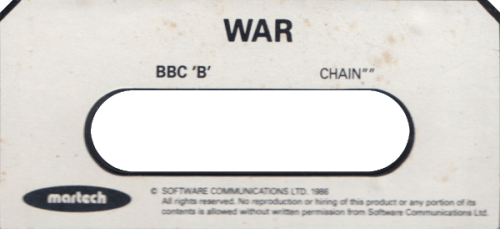 WAR
BBC 'B' CHAIN""
martech
© SOFTWARE COMMUNICATIONS LTD. 1986
All rights reserved. No reproduction or hiring of this product or any portion of its
contents is allowed without written permission from Software Communications Ltd.